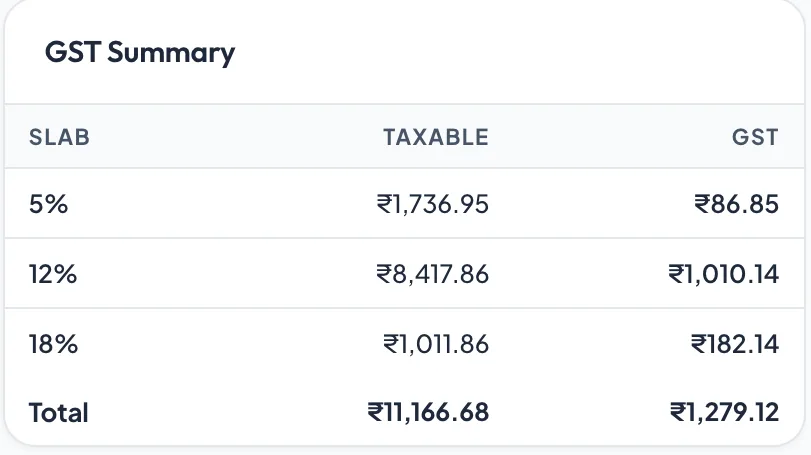 GST Summary
SLAB TAXABLE GST
5% ₹1,736.95 ₹86.85
12% ₹8,417.86 ₹1,010.14
18% ₹1,011.86 ₹182.14
Total ₹11,166.68 ₹1,279.12